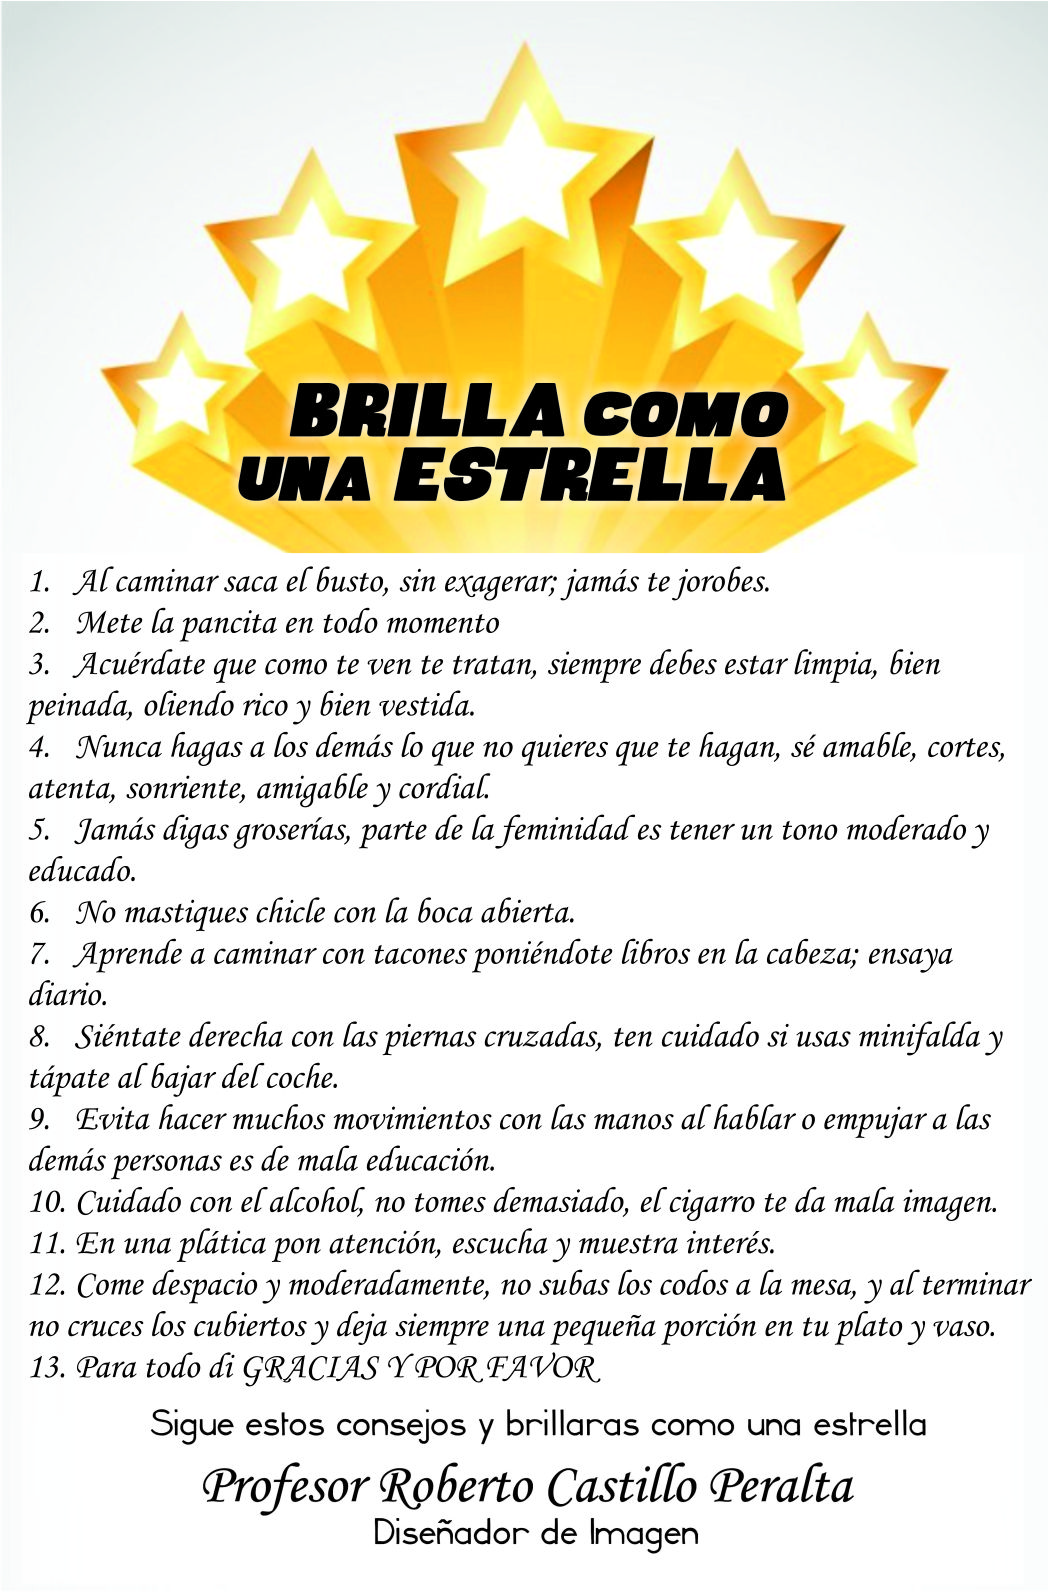 BRILLA COMO
UNA ESTRELLA
1. Al caminar saca el busto, sin exagerar; jamás te jorobes.
2. Mete la pancita en todo momento
3. Acuérdate que como te ven te tratan, siempre debes estar limpia, bien
peinada, oliendo rico y bien vestida.
4. Nunca hagas a los demás lo que no quieres que te hagan, sé amable, cortes,
atenta, sonriente, amigable y cordial.
5. Jamás digas groserías, parte de la feminidad es tener un tono moderado y
educado.
6. No mastiques chicle con la boca abierta.
7. Aprende a caminar con tacones poniéndote libros en la cabeza; ensaya
diario.
8. Siéntate derecha con las piernas cruzadas, ten cuidado si usas minifalda y
tápate al bajar del coche.
9. Evita hacer muchos movimientos con las manos al hablar o empujar a las
demás personas es de mala educación.
10. Cuidado con el alcohol, no tomes demasiado, el cigarro te da mala imagen.
11. En una plática pon atención, escucha y muestra interés.
12. Come despacio y moderadamente, no subas los codos a la mesa, y al terminar
no cruces los cubiertos y deja siempre una pequeña porción en tu plato y vaso.
13. Para todo di GRACIAS Y POR FAVOR
Sigue estos consejos y brillaras como una estrella
Profesor Roberto Castillo Peralta
Diseñador de Imagen